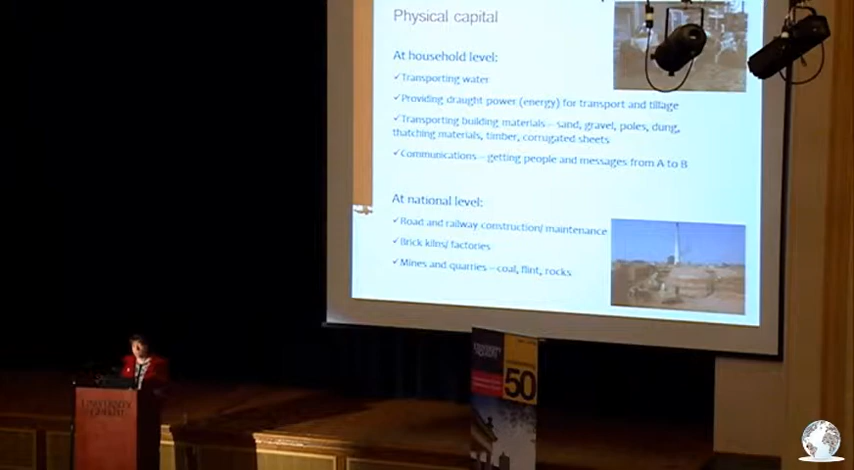 Physical capital
At household level:
✓Transporting water
✓Providing draught power (energy) for transport and tillage
✓Transporting building materials – sand, gravel, poles, dung,
thatching materials, timber, corrugated sheets
✓Communications – getting people and messages from A to B
At national level:
✓Road and railway construction/ maintenance
✓Brick kilns/ factories
✓Mines and quarries – coal, flint, rocks
UNIVERSITY
50
UNIVERSITY